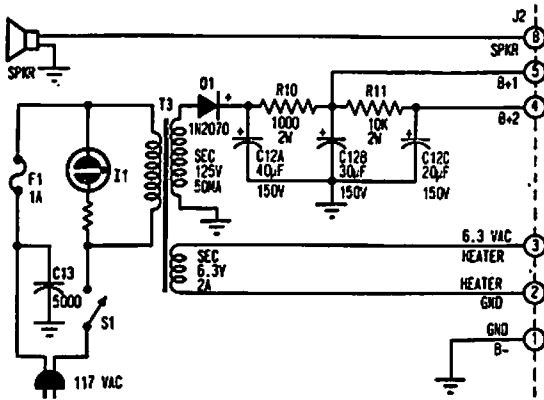 J2
8
SPKR
SPKR
5
B+1
4
B+2
T3
D1
+
1N2070
R10
1000
2W
R11
10K
2W
+
C12A
40µF
150V
+
C12B
30µF
150V
+
C12C
20µF
150V
SEC
125V
50MA
F1
1A
I1
C13
5000
S1
117 VAC
SEC
6.3V
2A
6.3 VAC
HEATER
3
HEATER
GND
2
GND
B-
1